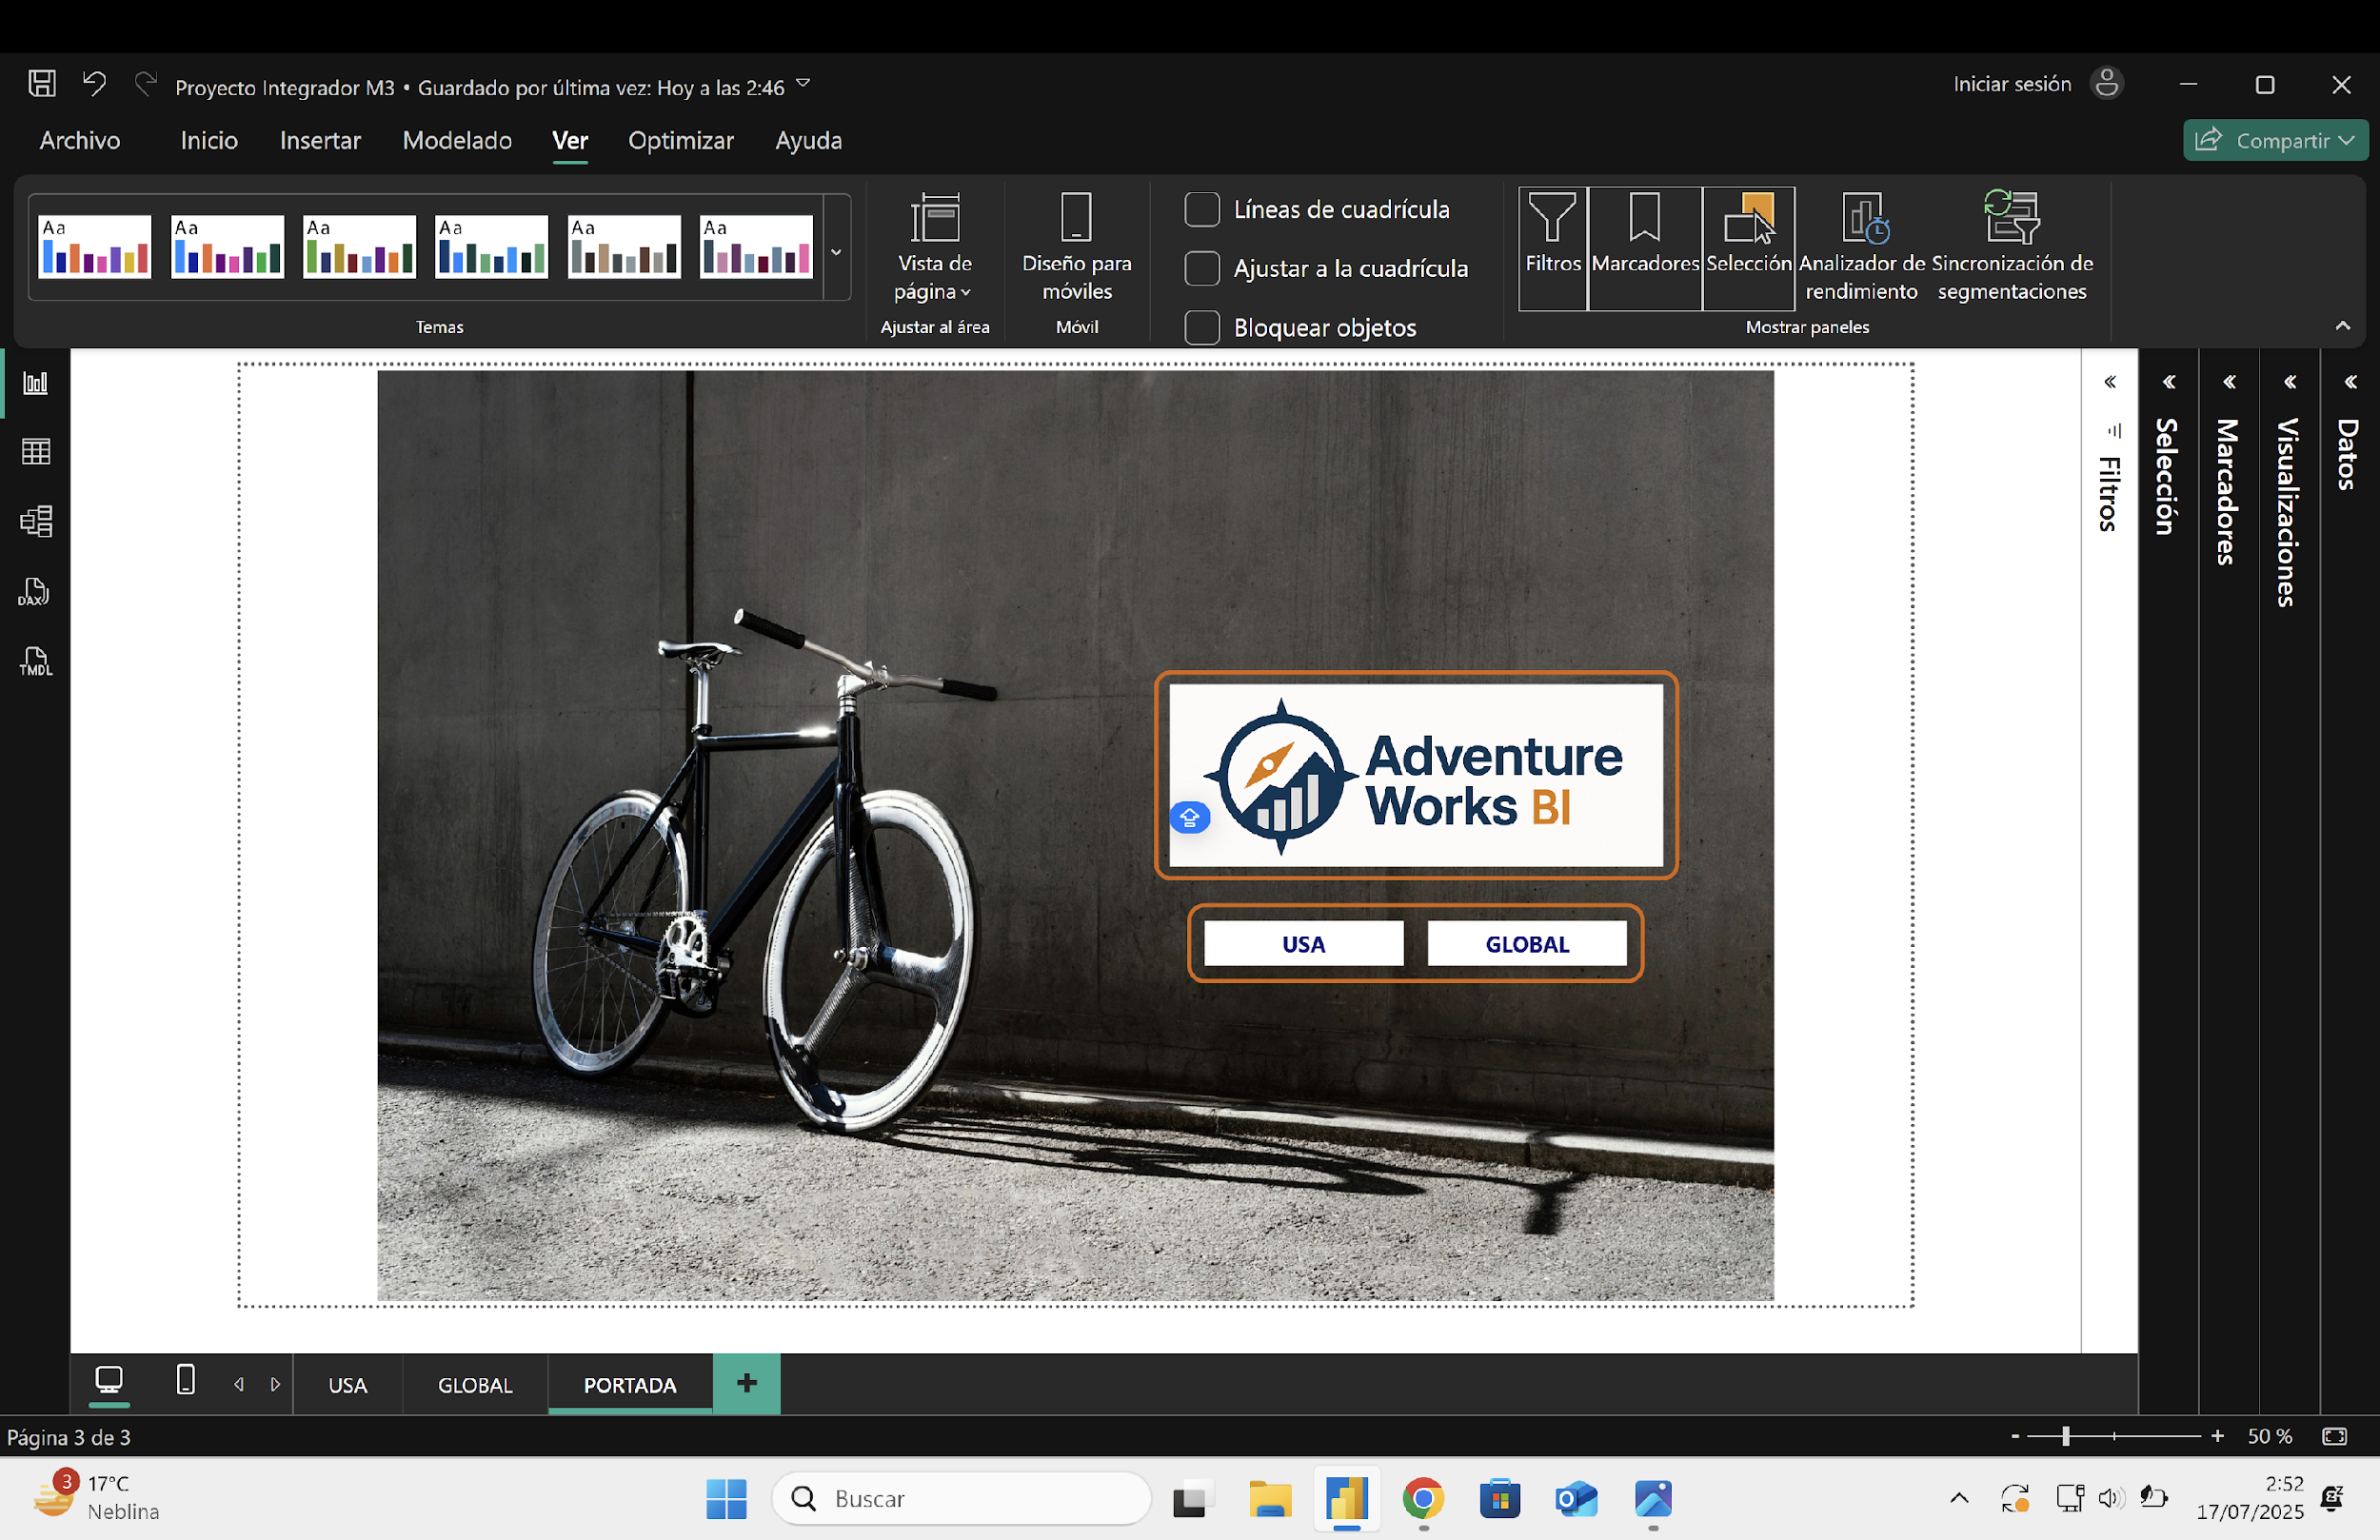 Proyecto Integrador M3 • Guardado por última vez: Hoy a las 2:46
Iniciar sesión
Archivo
Inicio
Insertar
Modelado
Ver
Optimizar
Ayuda
Compartir
Aa
Aa
Aa
Aa
Aa
Aa
Temas
Vista de
página
Ajustar al área
Diseño para
móviles
Móvil
Líneas de cuadrícula
Ajustar a la cuadrícula
Bloquear objetos
Filtros
Marcadores
Selección
Analizador de
rendimiento
Sincronización de
segmentaciones
Mostrar paneles
DAX
TMDL
Adventure
Works BI
USA
GLOBAL
Filtros
Selección
Marcadores
Visualizaciones
Datos
USA
GLOBAL
PORTADA
+
Página 3 de 3
- + 50 %
3
17°C
Neblina
Buscar
2:52
17/07/2025